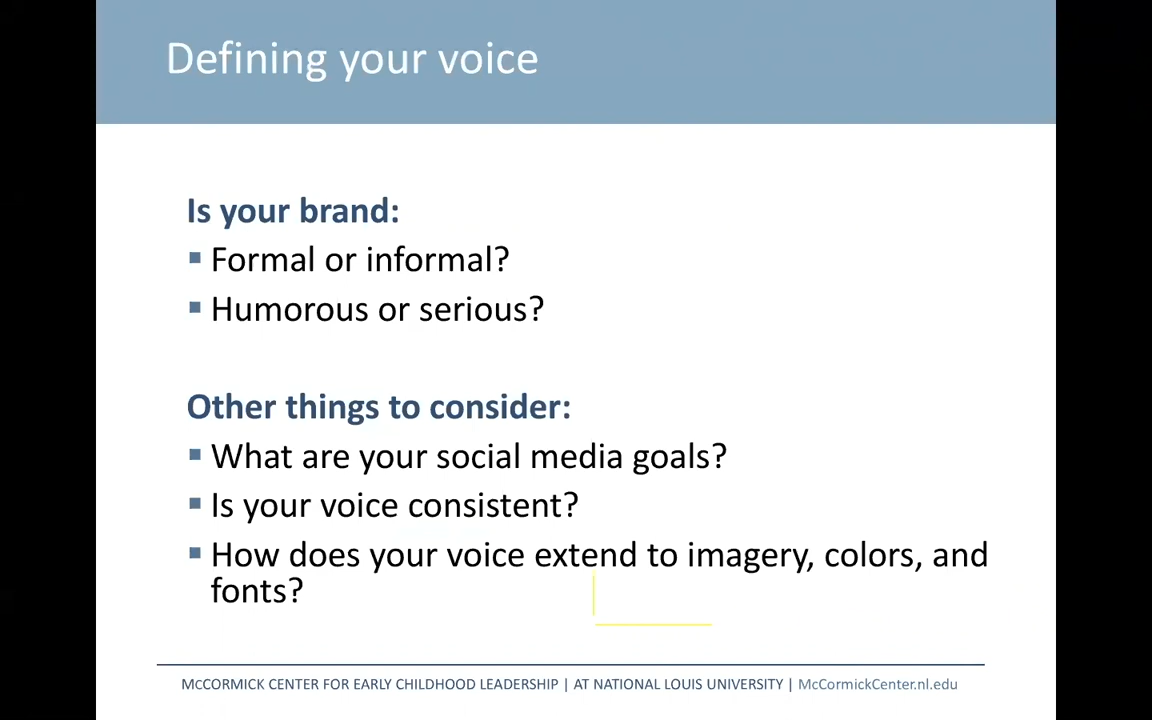 Defining your voice
Is your brand:
▪ Formal or informal?
▪ Humorous or serious?
Other things to consider:
▪ What are your social media goals?
▪ Is your voice consistent?
▪ How does your voice extend to imagery, colors, and
fonts?
MCCORMICK CENTER FOR EARLY CHILDHOOD LEADERSHIP | AT NATIONAL LOUIS UNIVERSITY | McCormickCenter.nl.edu